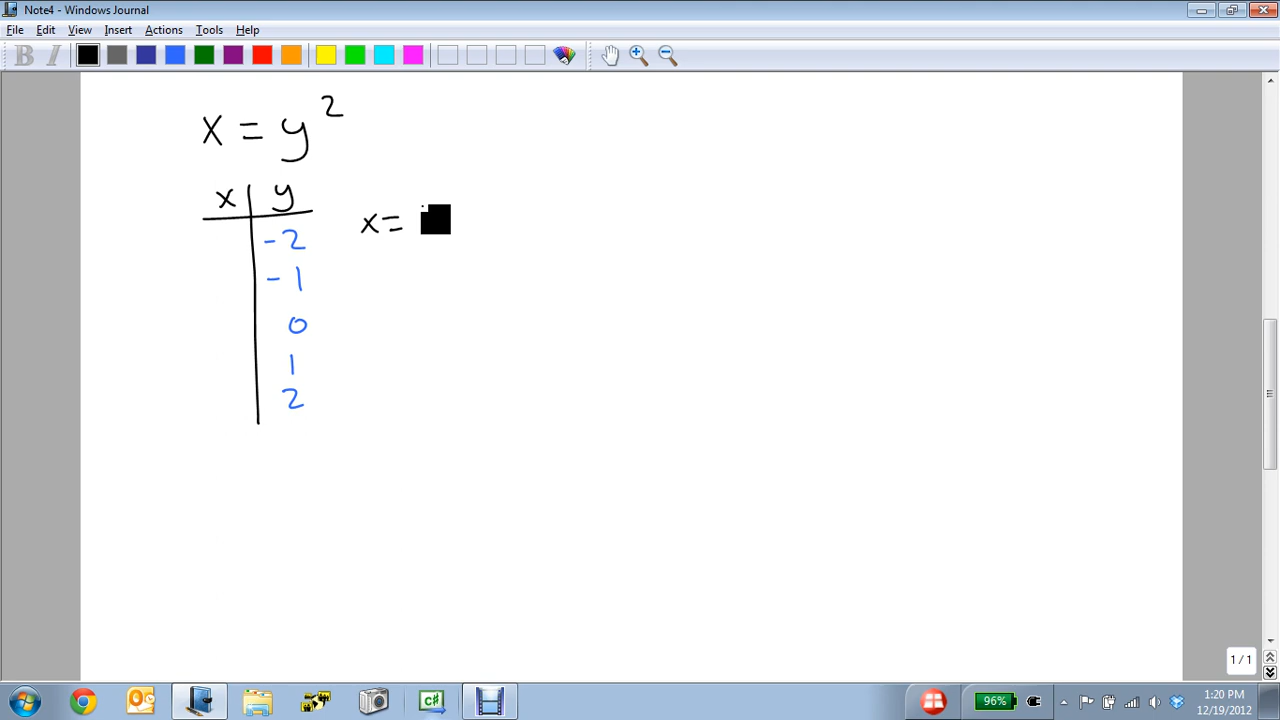 Note4 - Windows Journal
File Edit View Insert Actions Tools Help
B I
x = y²
x y
-2 x=
-1
0
1
2
1 / 1
96% 1:20 PM
12/19/2012